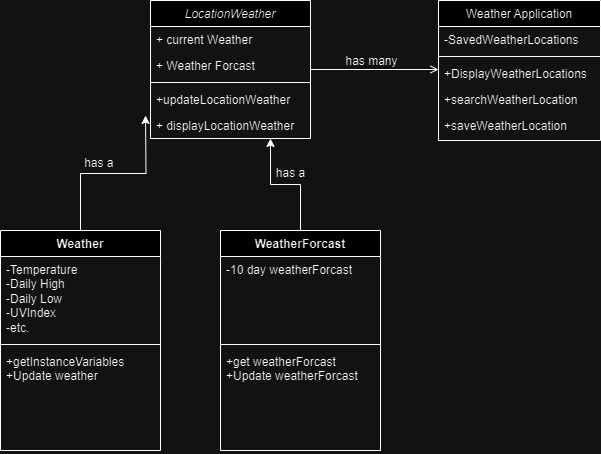 LocationWeather
+ current Weather
+ Weather Forcast
+updateLocationWeather
+ displayLocationWeather
has many
Weather Application
-SavedWeatherLocations
+DisplayWeatherLocations
+searchWeatherLocation
+saveWeatherLocation
has a
has a
Weather
-Temperature
-Daily High
-Daily Low
-UVIndex
-etc.
+getInstanceVariables
+Update weather
WeatherForcast
-10 day weatherForcast
+get weatherForcast
+Update weatherForcast